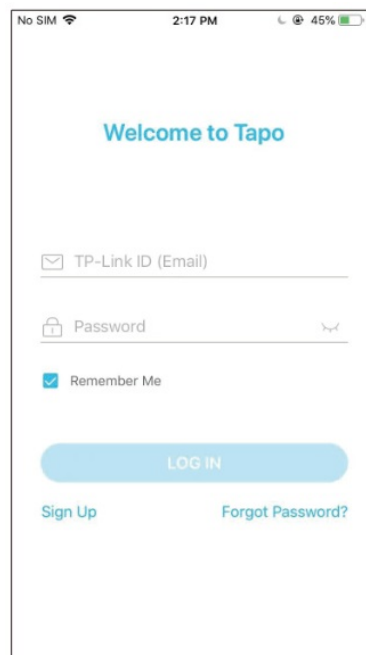 No SIM 2:17 PM 45%
Welcome to Tapo
TP-Link ID (Email)
Password
Remember Me
LOG IN
Sign Up Forgot Password?